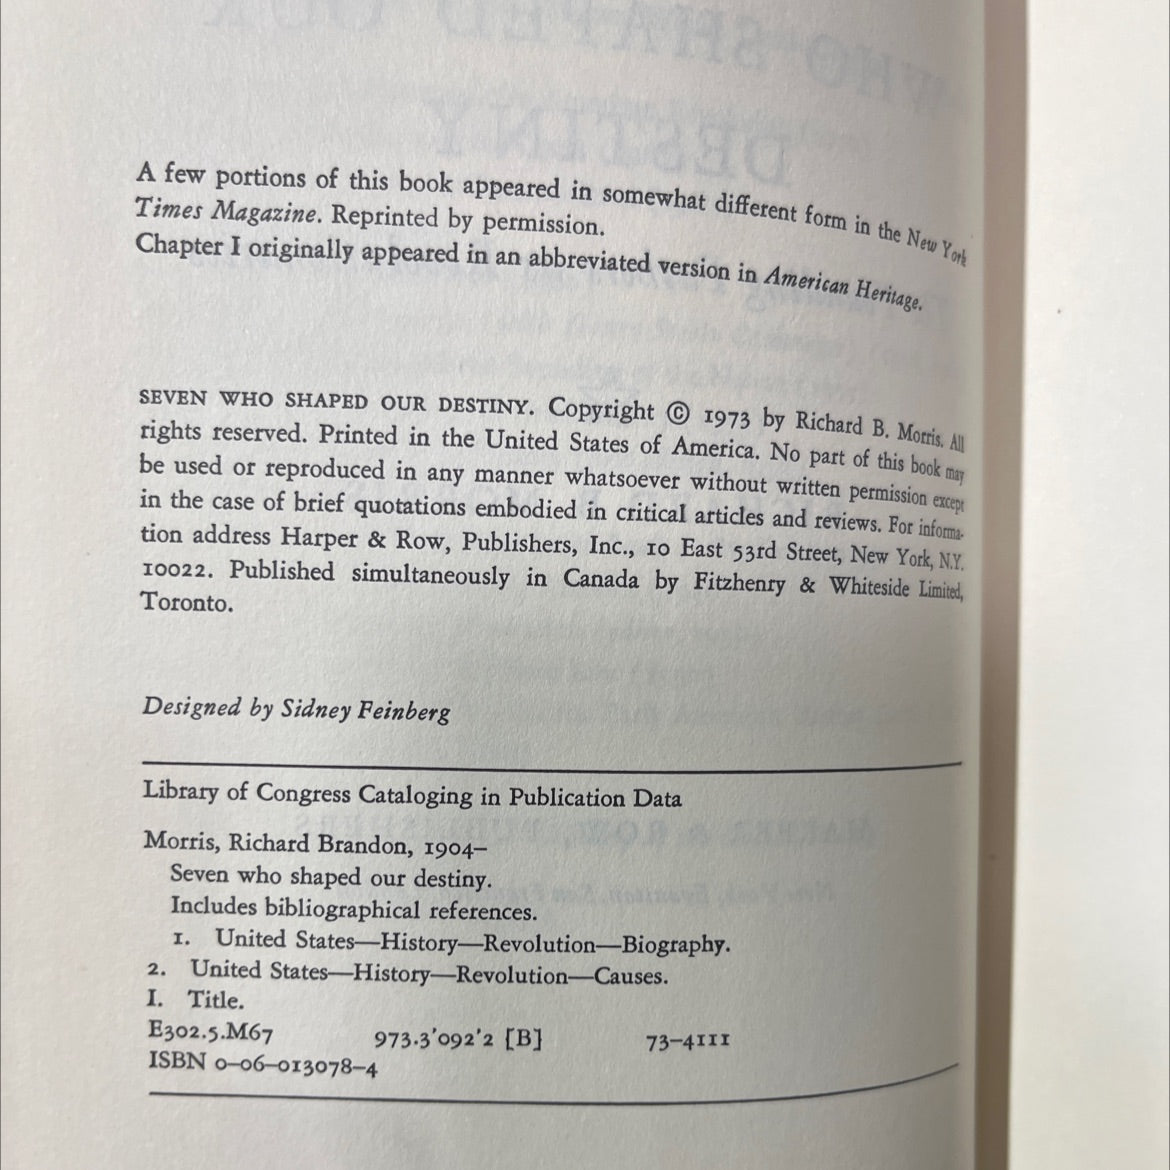 A few portions of this book appeared in somewhat different form in the New York
Times Magazine. Reprinted by permission.
Chapter I originally appeared in an abbreviated version in American Heritage.
SEVEN WHO SHAPED OUR DESTINY. Copyright © 1973 by Richard B. Morris. All
rights reserved. Printed in the United States of America. No part of this book may
be used or reproduced in any manner whatsoever without written permission except
in the case of brief quotations embodied in critical articles and reviews. For informa-
tion address Harper & Row, Publishers, Inc., 10 East 53rd Street, New York, N.Y.
10022. Published simultaneously in Canada by Fitzhenry & Whiteside Limited,
Toronto.
Designed by Sidney Feinberg
Library of Congress Cataloging in Publication Data
Morris, Richard Brandon, 1904–
Seven who shaped our destiny.
Includes bibliographical references.
1. United States—History—Revolution—Biography.
2. United States—History—Revolution—Causes.
I. Title.
E302.5.M67 973.3'092'2 [B] 73–4111
ISBN 0–06–013078–4